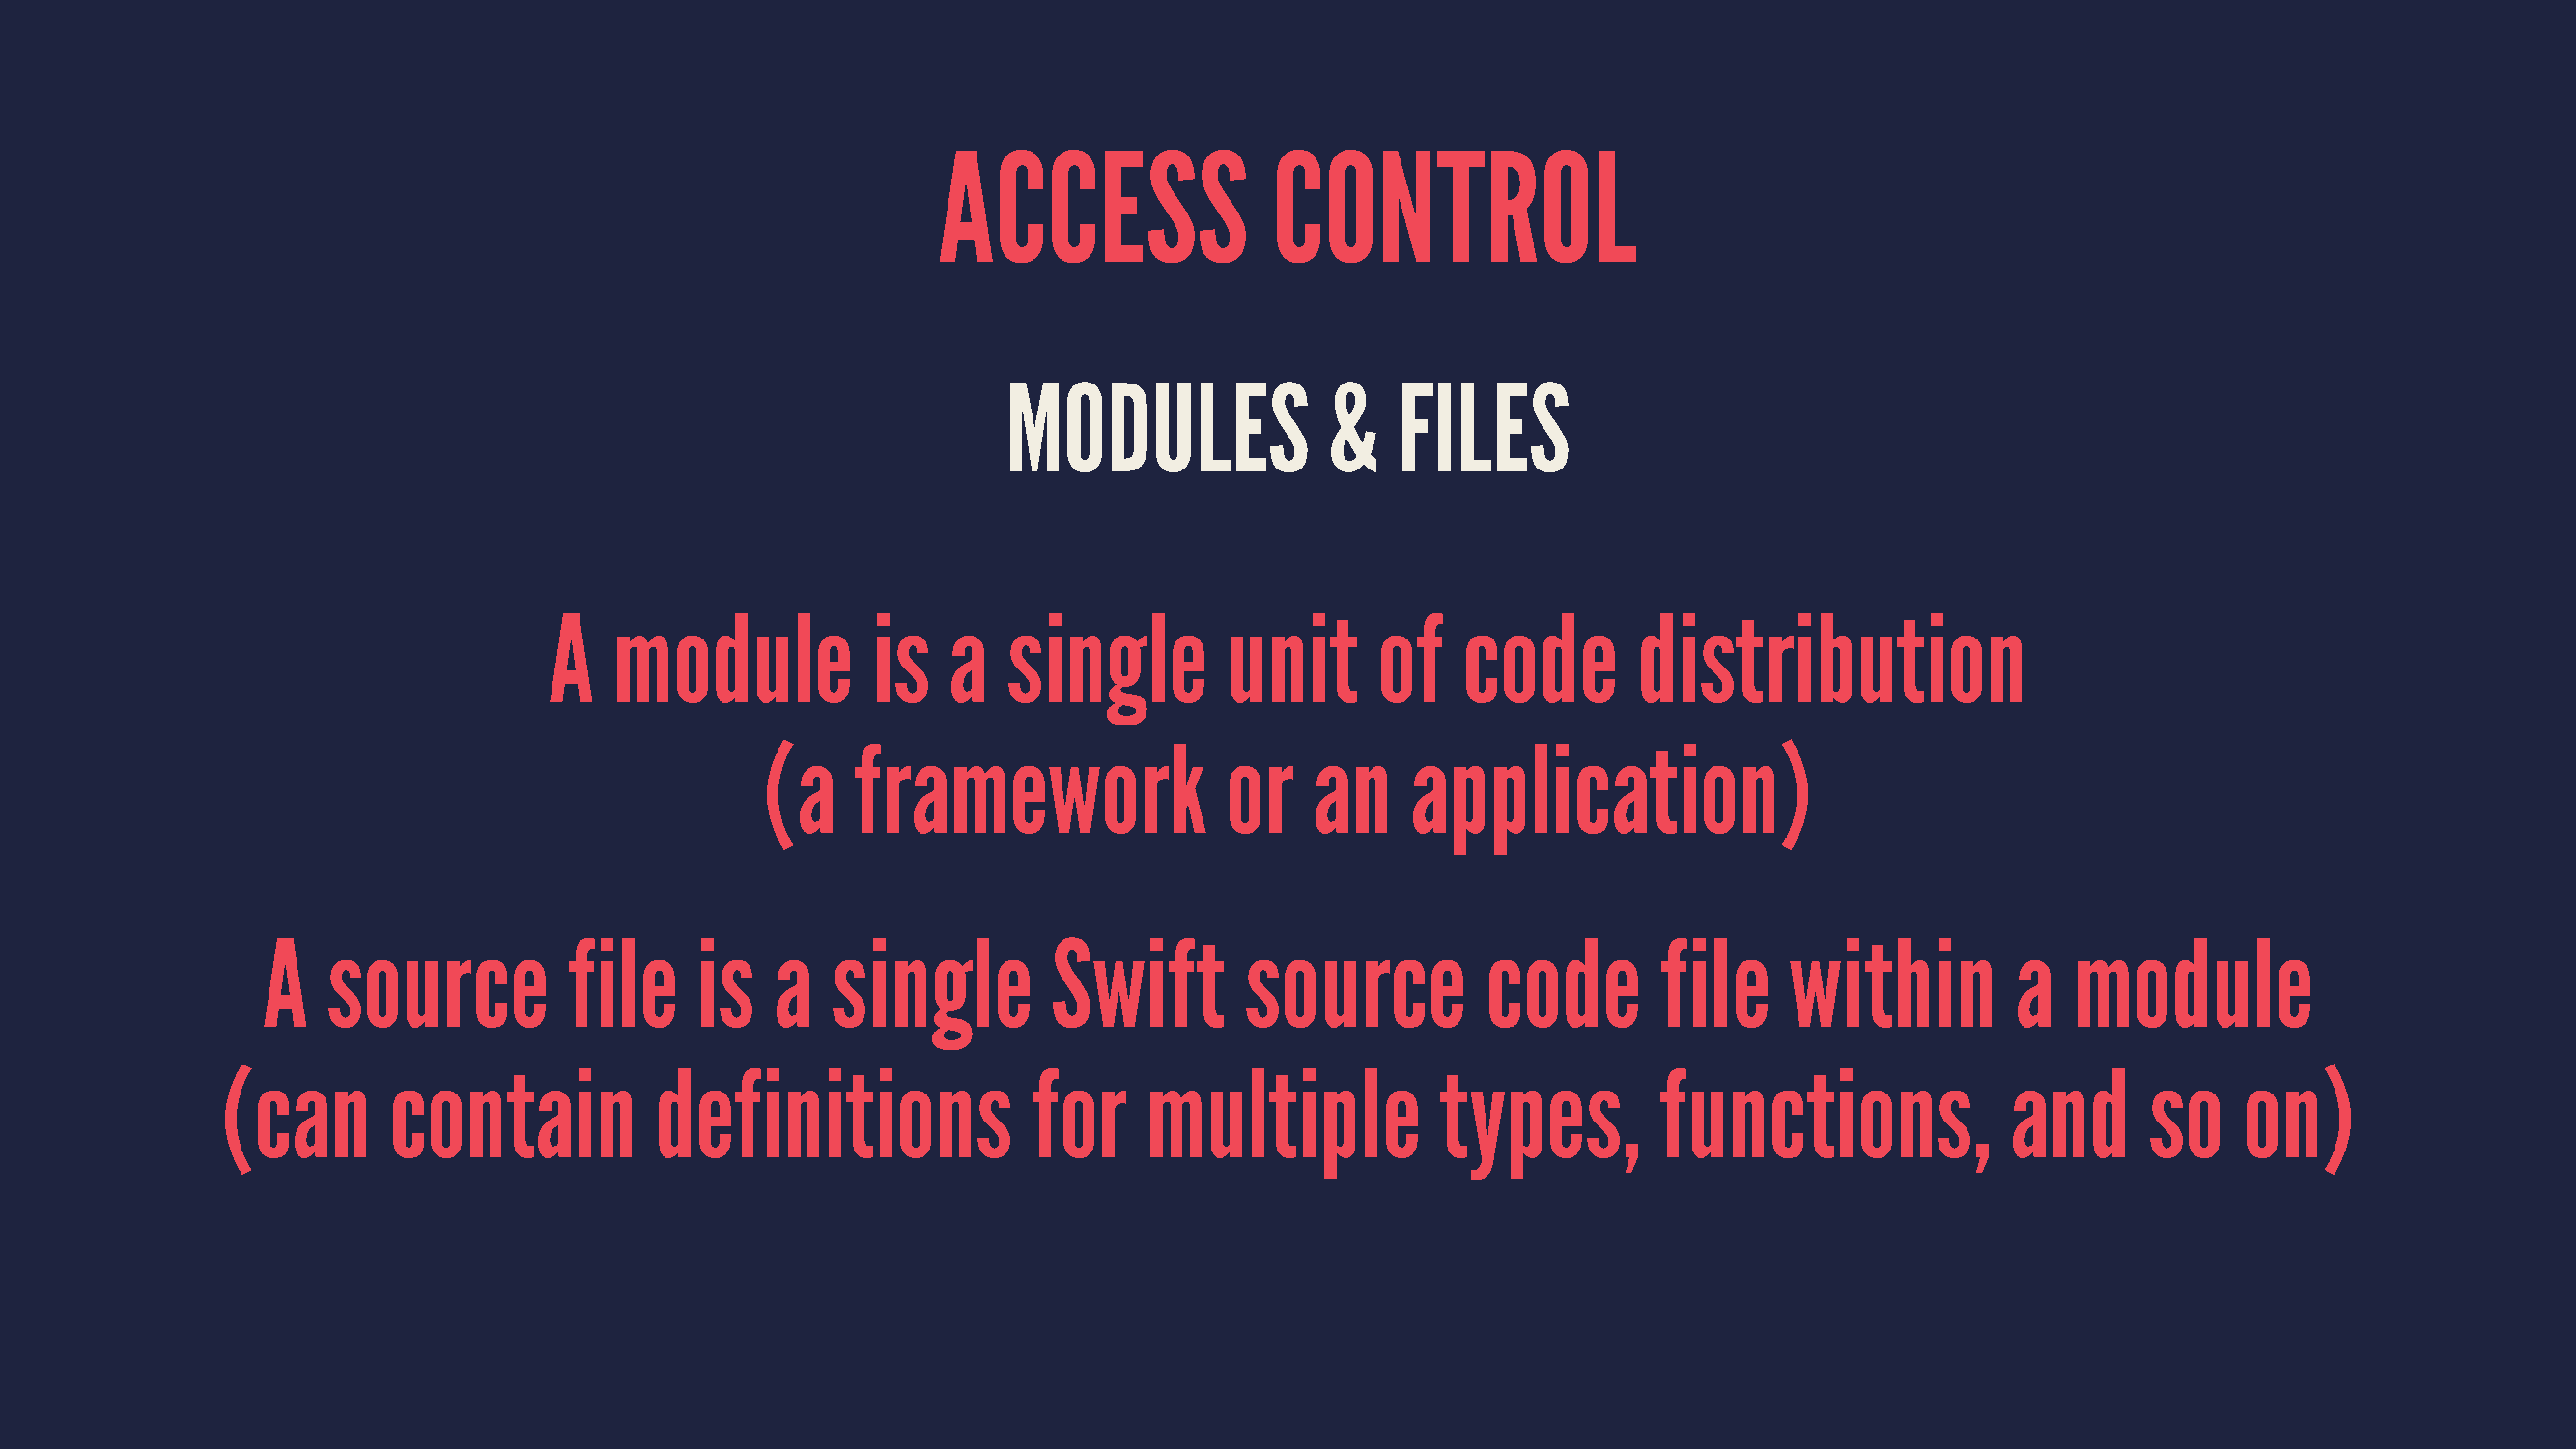 ACCESS CONTROL
MODULES & FILES
A module is a single unit of code distribution
(a framework or an application)
A source file is a single Swift source code file within a module
(can contain definitions for multiple types, functions, and so on)